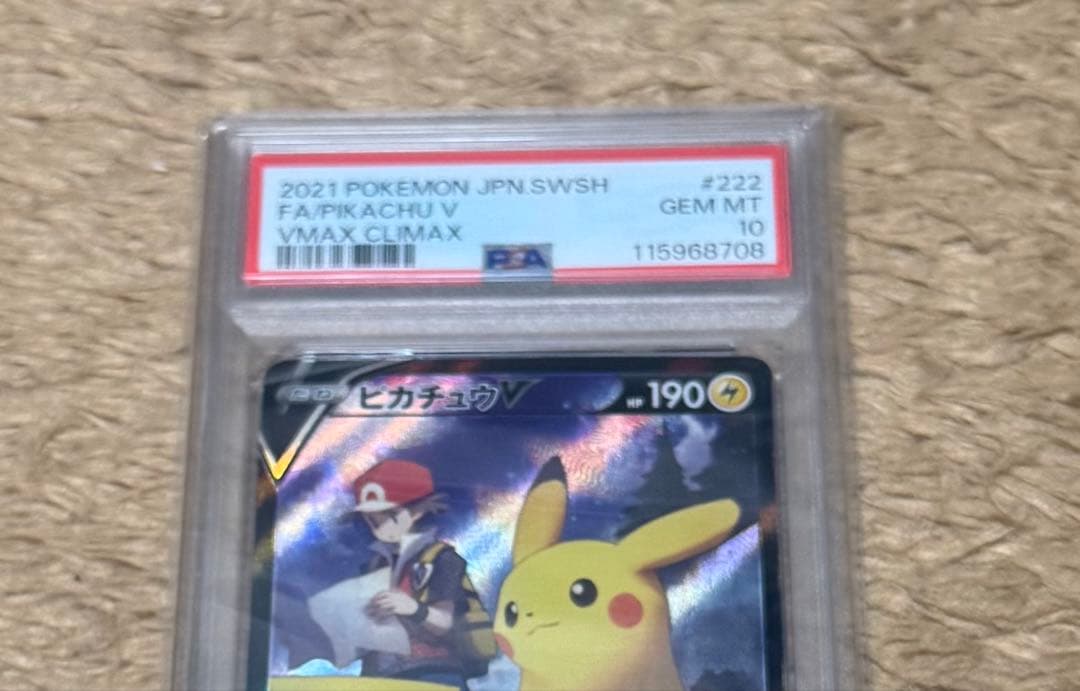 2021 POKEMON JPN.SWSH #222
FA/PIKACHU V GEM MT
VMAX CLIMAX 10
PSA 115968708
ピカチュウV HP 190